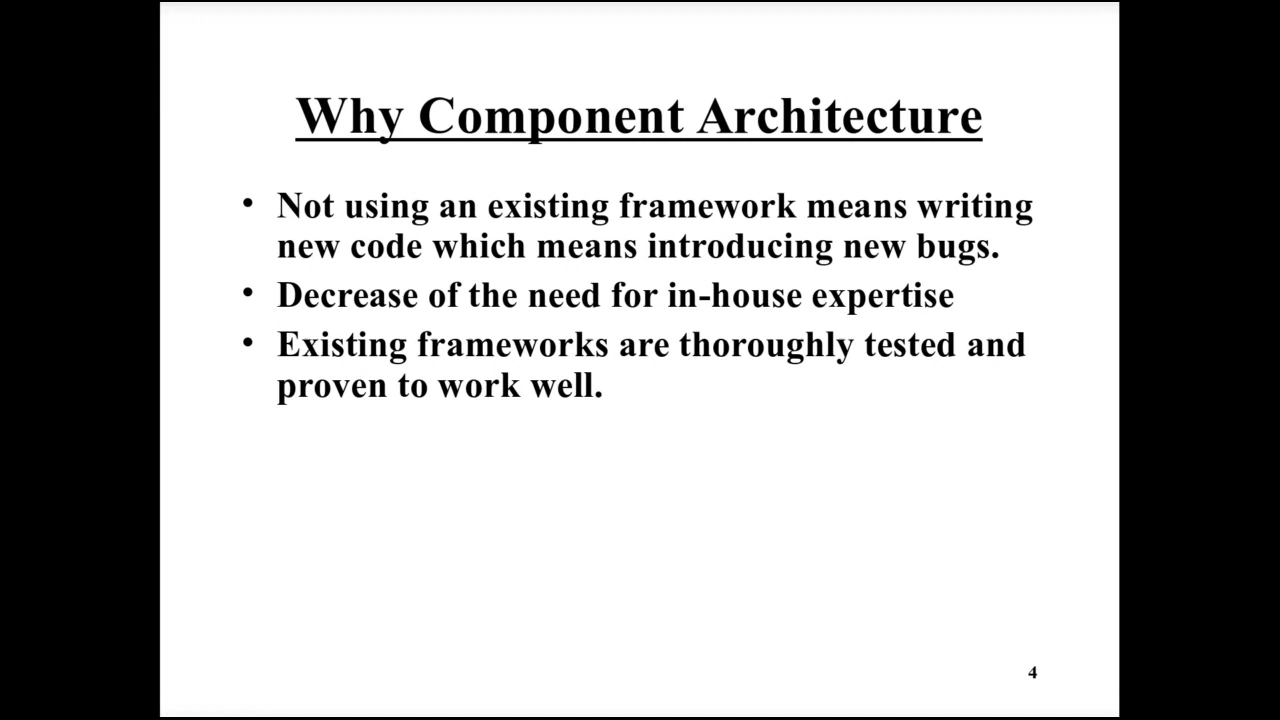 Why Component Architecture
• Not using an existing framework means writing
new code which means introducing new bugs.
• Decrease of the need for in-house expertise
• Existing frameworks are thoroughly tested and
proven to work well.
4